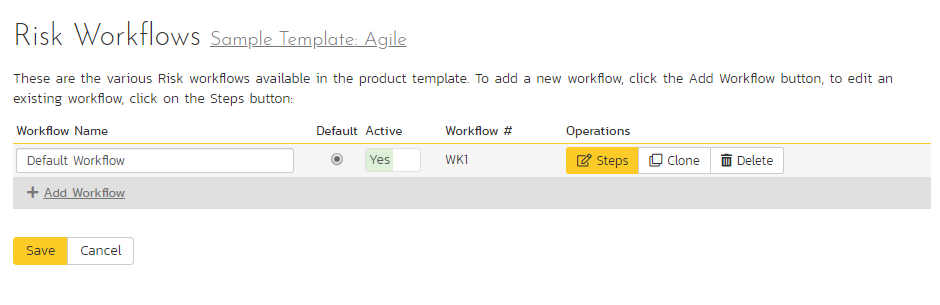 Risk Workflows Sample Template: Agile
These are the various Risk workflows available in the product template. To add a new workflow, click the Add Workflow button, to edit an
existing workflow, click on the Steps button:
Workflow Name Default Active Workflow # Operations
Default Workflow Yes WK1 Steps Clone Delete
+ Add Workflow
Save Cancel